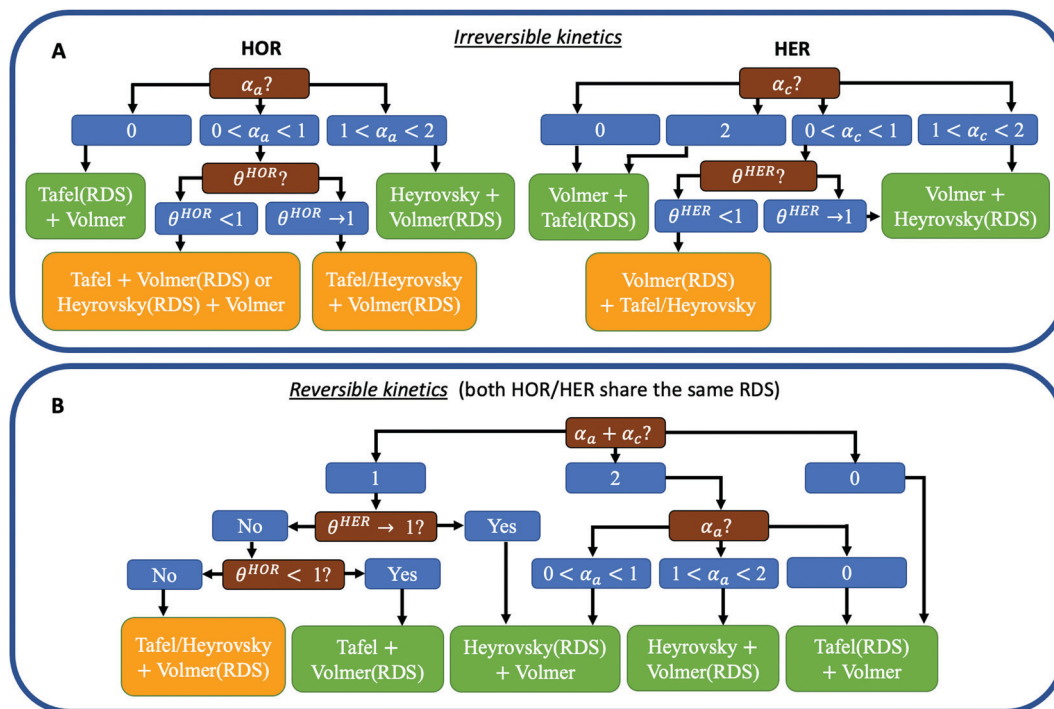 A
Irreversible kinetics
HOR
α_a?
0
0 < α_a < 1
1 < α_a < 2
θ^HOR?
Tafel(RDS)
+ Volmer
θ^HOR <1
θ^HOR →1
Heyrovsky +
Volmer(RDS)
Tafel + Volmer(RDS) or
Heyrovsky(RDS) + Volmer
Tafel/Heyrovsky
+ Volmer(RDS)
HER
α_c?
0
2
0 < α_c < 1
1 < α_c < 2
Volmer +
Tafel(RDS)
θ^HER?
θ^HER <1
θ^HER →1
Volmer +
Heyrovsky(RDS)
Volmer(RDS)
+ Tafel/Heyrovsky
B
Reversible kinetics (both HOR/HER share the same RDS)
α_a + α_c?
1
2
0
No
θ^HER → 1?
Yes
α_a?
No
θ^HOR < 1?
Yes
0 < α_a < 1
1 < α_a < 2
0
Tafel/Heyrovsky
+ Volmer(RDS)
Tafel +
Volmer(RDS)
Heyrovsky(RDS)
+ Volmer
Heyrovsky +
Volmer(RDS)
Tafel(RDS)
+ Volmer